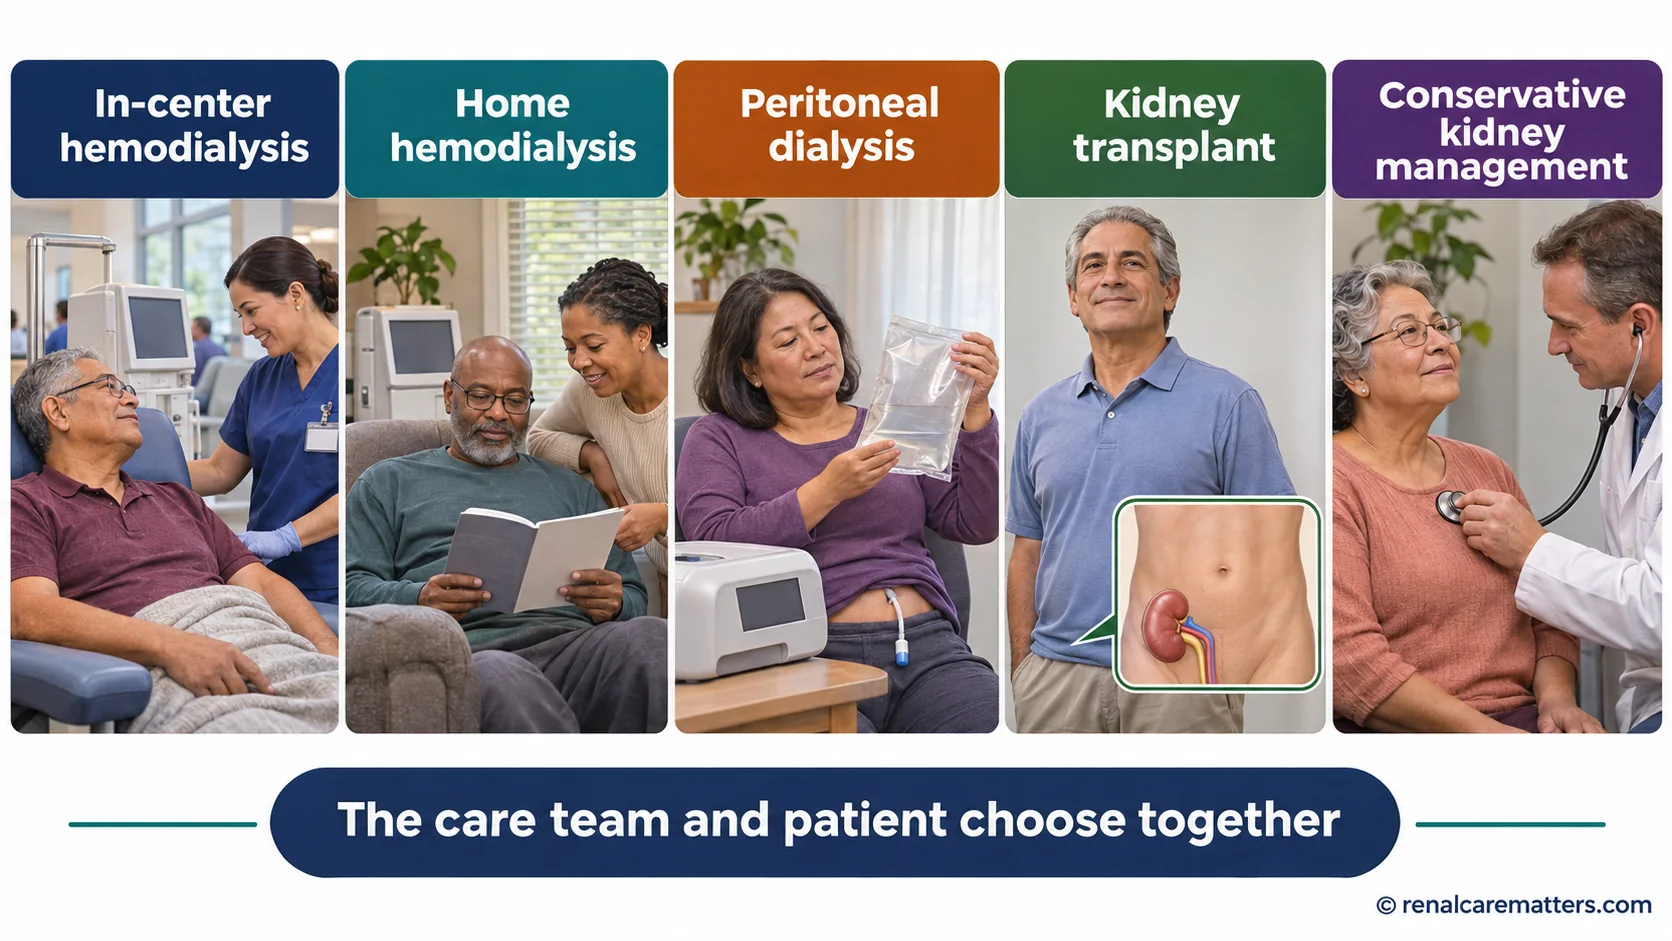 In-center
hemodialysis
Home
hemodialysis
Peritoneal
dialysis
Kidney
transplant
Conservative
kidney
management
The care team and patient choose together
© renalcarematters.com